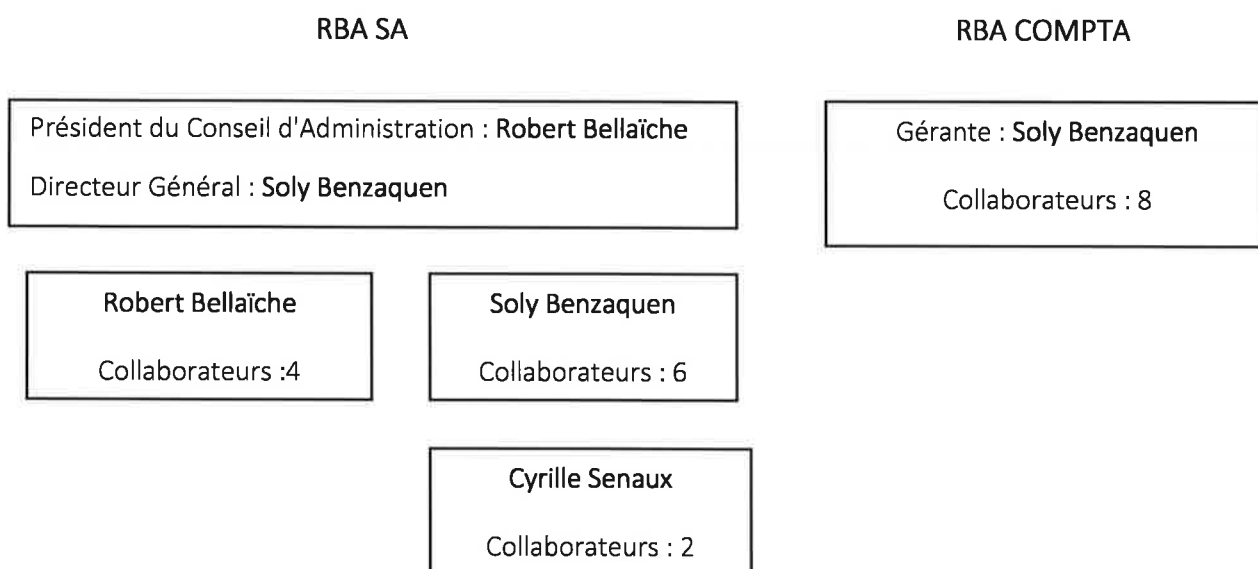 RBA SA
RBA COMPTA
Président du Conseil d'Administration : Robert Bellaïche
Directeur Général : Soly Benzaquen
Gérante : Soly Benzaquen
Collaborateurs : 8
Robert Bellaïche
Collaborateurs :4
Soly Benzaquen
Collaborateurs : 6
Cyrille Senaux
Collaborateurs : 2